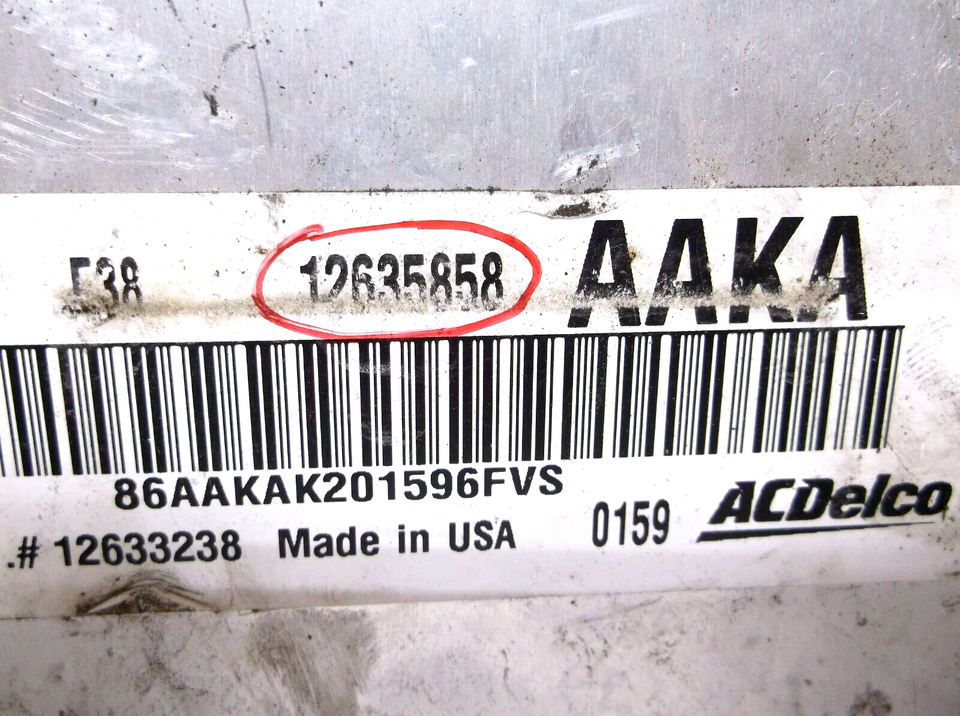 E38 12635858 AAKA
86AAKAK201596FVS
.# 12633238 Made in USA 0159 ACDelco